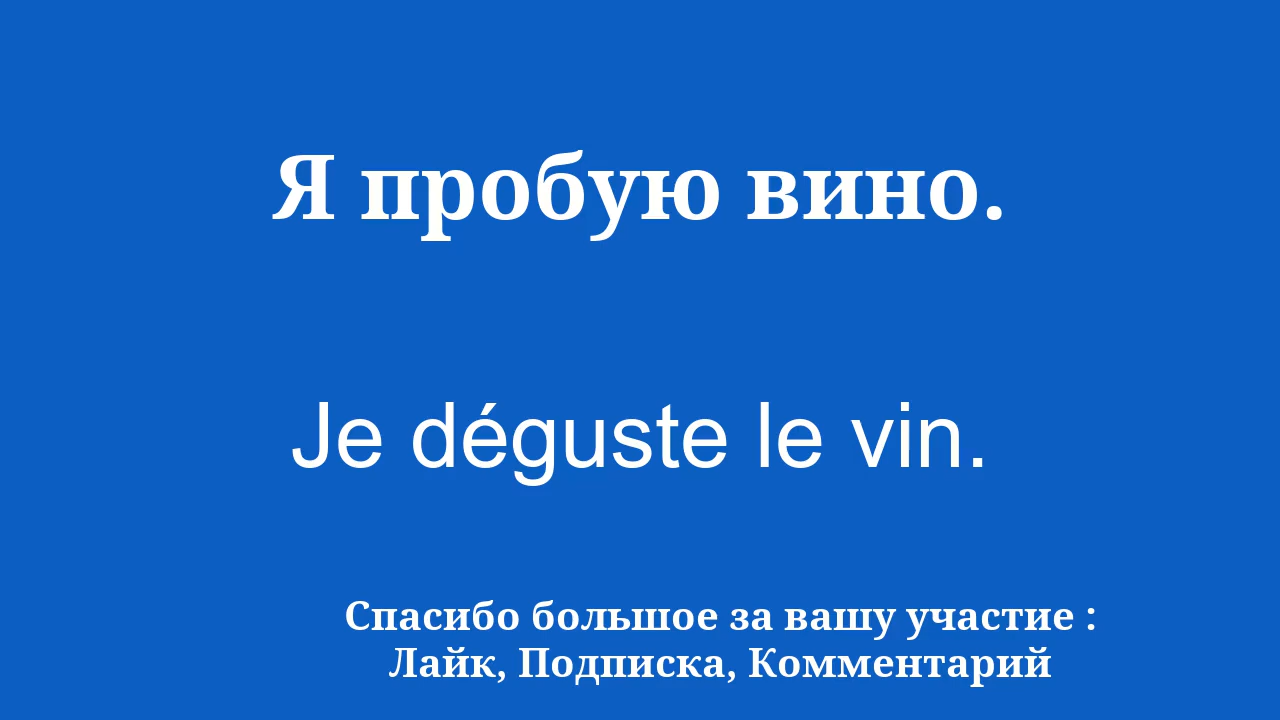 Я пробую вино.
Je déguste le vin.
Спасибо большое за вашу участие :
Лайк, Подписка, Комментарий